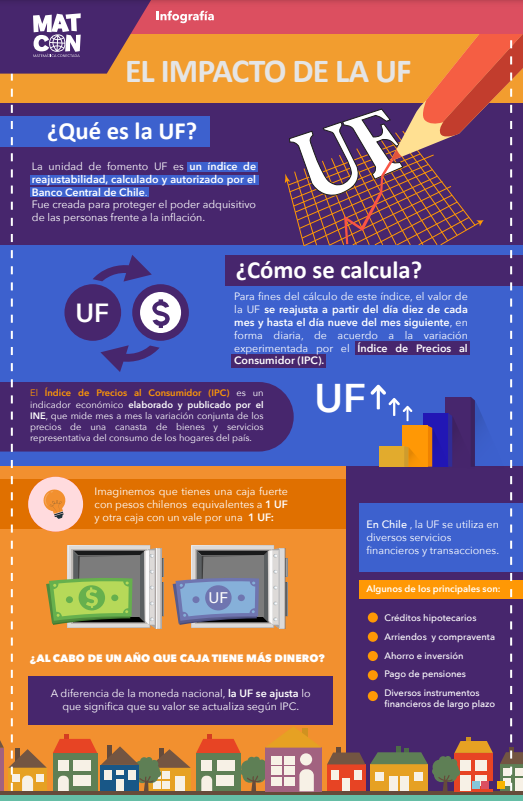 MAT
CON
MATEMÁTICA CONECTADA
Infografía
EL IMPACTO DE LA UF
¿Qué es la UF?
La unidad de fomento UF es un índice de
reajustabilidad, calculado y autorizado por el
Banco Central de Chile.
Fue creada para proteger el poder adquisitivo
de las personas frente a la inflación.
UF
¿Cómo se calcula?
Para fines del cálculo de este índice, el valor de
la UF se reajusta a partir del día diez de cada
mes y hasta el día nueve del mes siguiente, en
forma diaria, de acuerdo a la variación
experimentada por el Índice de Precios al
Consumidor (IPC).
UF $
El Índice de Precios al Consumidor (IPC) es un
indicador económico elaborado y publicado por el
INE, que mide mes a mes la variación conjunta de los
precios de una canasta de bienes y servicios
representativa del consumo de los hogares del país.
UF
Imaginemos que tienes una caja fuerte
con pesos chilenos equivalentes a 1 UF
y otra caja con un vale por una 1 UF:
$ UF
¿AL CABO DE UN AÑO QUE CAJA TIENE MÁS DINERO?
A diferencia de la moneda nacional, la UF se ajusta lo
que significa que su valor se actualiza según IPC.
En Chile , la UF se utiliza en
diversos servicios
financieros y transacciones.
Algunos de los principales son:
Créditos hipotecarios
Arriendos y compraventa
Ahorro e inversión
Pago de pensiones
Diversos instrumentos
financieros de largo plazo